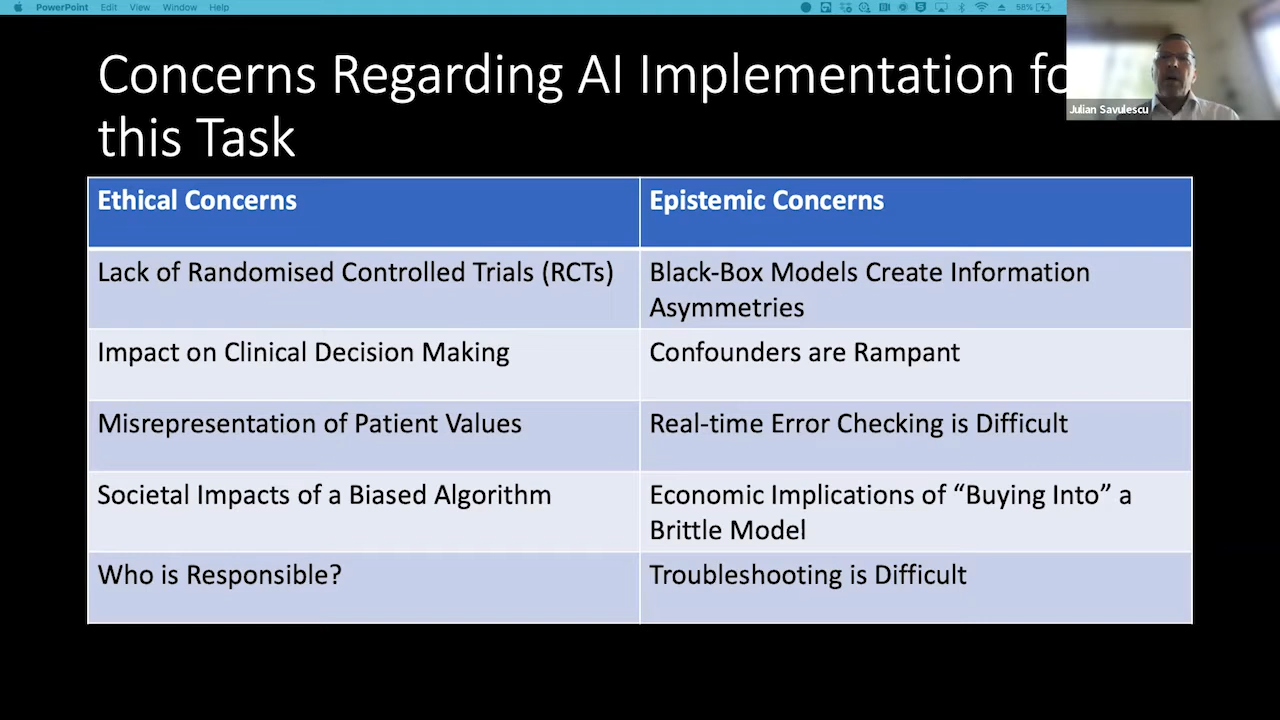 PowerPoint Edit View Window Help 58%
Concerns Regarding AI Implementation fo
this Task
Julian Savulescu
Ethical Concerns
Epistemic Concerns
Lack of Randomised Controlled Trials (RCTs)
Black-Box Models Create Information
Asymmetries
Impact on Clinical Decision Making
Confounders are Rampant
Misrepresentation of Patient Values
Real-time Error Checking is Difficult
Societal Impacts of a Biased Algorithm
Economic Implications of “Buying Into” a
Brittle Model
Who is Responsible?
Troubleshooting is Difficult